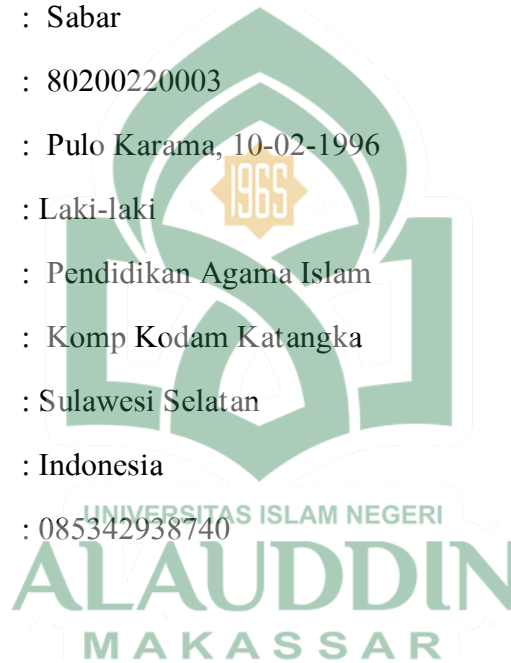 : Sabar
: 80200220003
: Pulo Karama, 10-02-1996
1965
: Laki-laki
: Pendidikan Agama Islam
: Komp Kodam Katangka
: Sulawesi Selatan
: Indonesia
UNIVERSITAS ISLAM NEGERI
: 085342938740
ALAUDDIN
MAKASSAR